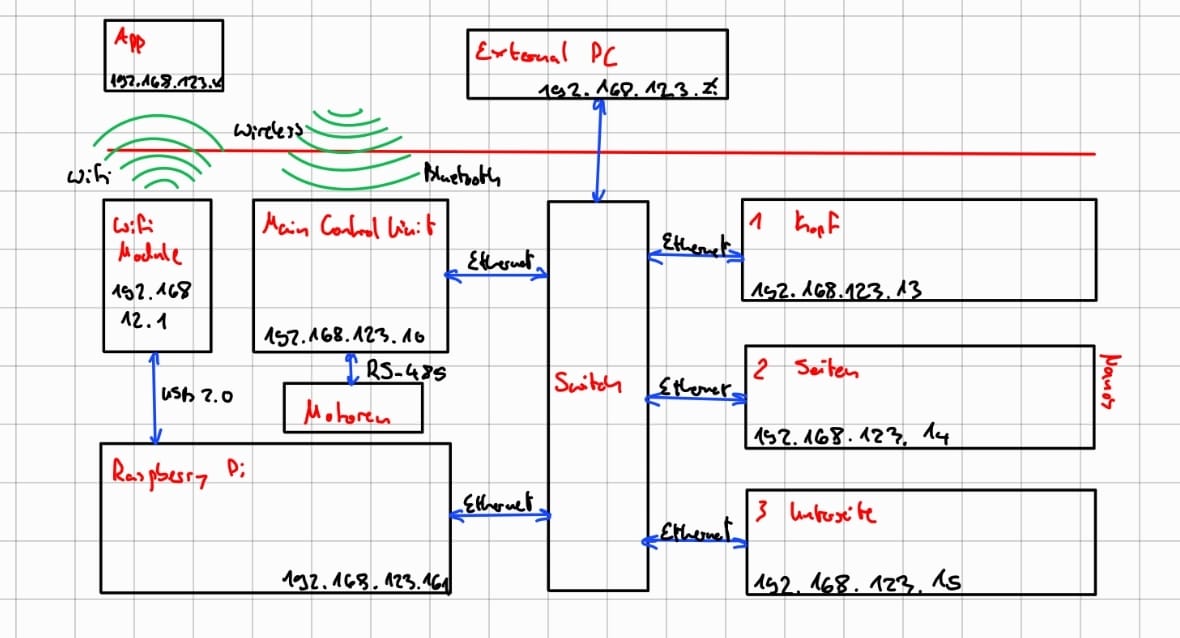 App
192.168.123.x
External PC
192.168.123.z
wireless
Wifi
Bluetooth
Wifi
Module
192.168
12.1
Main Control Unit
192.168.123.10
Ethernet
Ethernet
1 Kopf
192.168.123.13
RS-485
Motoren
USB 2.0
Switch
Ethernet
2 Seiten
192.168.123.14
Nanos
Raspberry Pi
192.168.123.161
Ethernet
Ethernet
3 Unterseite
192.168.123.15